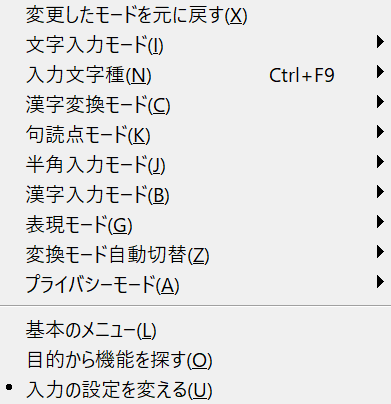 変更したモードを元に戻す(X)
文字入力モード(I)
入力文字種(N) Ctrl+F9
漢字変換モード(C)
句読点モード(K)
半角入力モード(J)
漢字入力モード(B)
表現モード(G)
変換モード自動切替(Z)
プライバシーモード(A)
基本のメニュー(L)
目的から機能を探す(O)
入力の設定を変える(U)